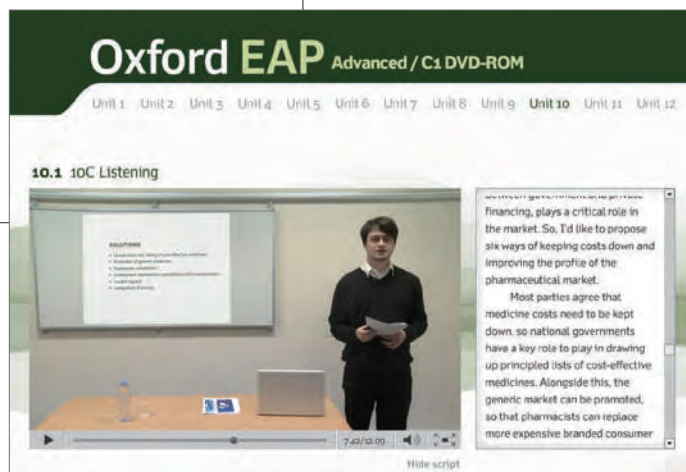 Oxford EAP Advanced / C1 DVD-ROM
Unit 1 Unit 2 Unit 3 Unit 4 Unit 5 Unit 6 Unit 7 Unit 8 Unit 9 Unit 10 Unit 11 Unit 12
10.1 10C Listening
SOLUTIONS
between government and private
financing, plays a critical role in
the market. So, I'd like to propose
six ways of keeping costs down and
improving the profile of the
pharmaceutical market.
Most parties agree that
medicine costs need to be kept
down, so national governments
have a key role to play in drawing
up principled lists of cost-effective
medicines. Alongside this, the
generic market can be promoted,
so that pharmacists can replace
more expensive branded consumer
7.42/12.09
Hide script